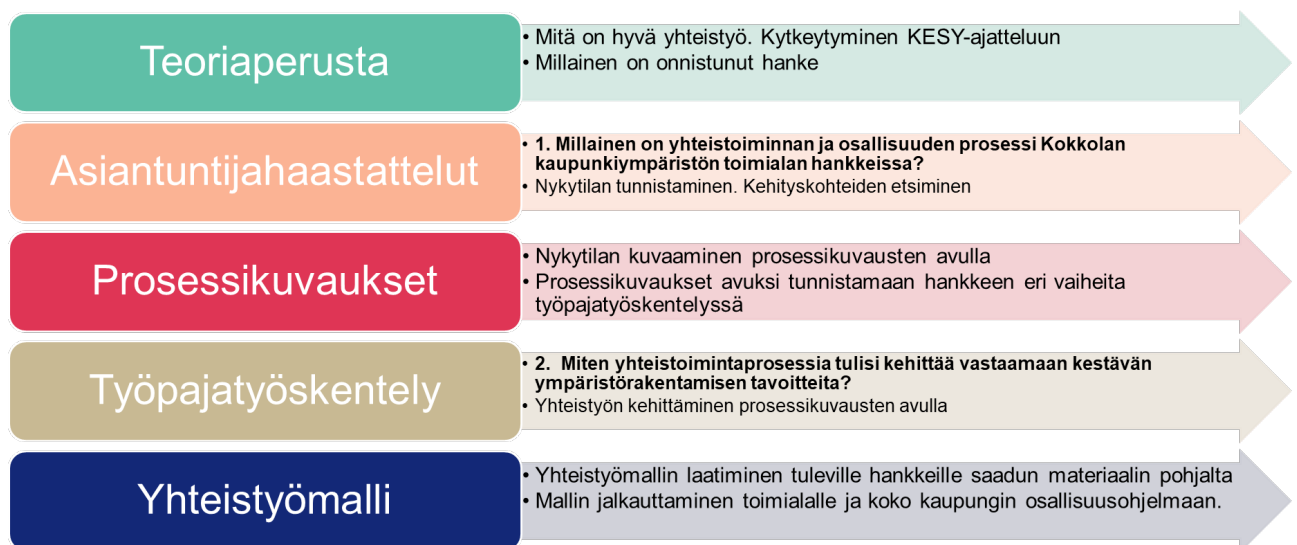 Teoriaperusta
• Mitä on hyvä yhteistyö. Kytkeytyminen KESY-ajatteluun
• Millainen on onnistunut hanke
Asiantuntijahaastattelut
• 1. Millainen on yhteistoiminnan ja osallisuuden prosessi Kokkolan
kaupunkiympäristön toimialan hankkeissa?
• Nykytilan tunnistaminen. Kehityskohteiden etsiminen
Prosessikuvaukset
• Nykytilan kuvaaminen prosessikuvausten avulla
• Prosessikuvaukset avuksi tunnistamaan hankkeen eri vaiheita
työpajatyöskentelyssä
Työpajatyöskentely
• 2. Miten yhteistoimintaprosessia tulisi kehittää vastaamaan kestävän
ympäristörakentamisen tavoitteita?
• Yhteistyön kehittäminen prosessikuvausten avulla
Yhteistyömalli
• Yhteistyömallin laatiminen tuleville hankkeille saadun materiaalin pohjalta
• Mallin jalkauttaminen toimialalle ja koko kaupungin osallisuusohjelmaan.